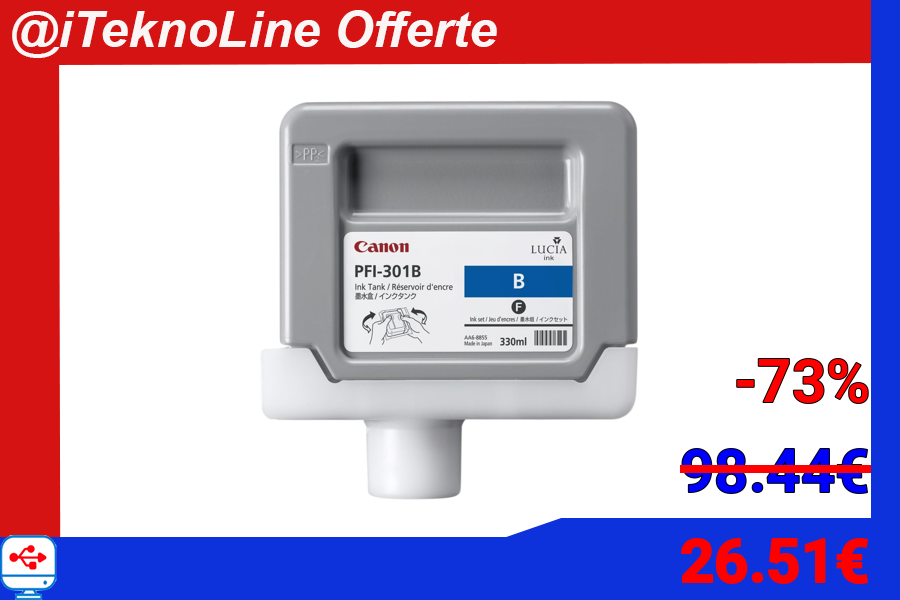 @iTeknoLine Offerte
>PP<
Canon
LUCIA
ink
PFI-301B
B
Ink Tank / Réservoir d'encre
墨水盒 / インクタンク
F
Ink set / Jeu d'encres / 墨水組 / インクセット
AA6-8855
Made in Japan
330ml
-73%
98.44€
26.51€